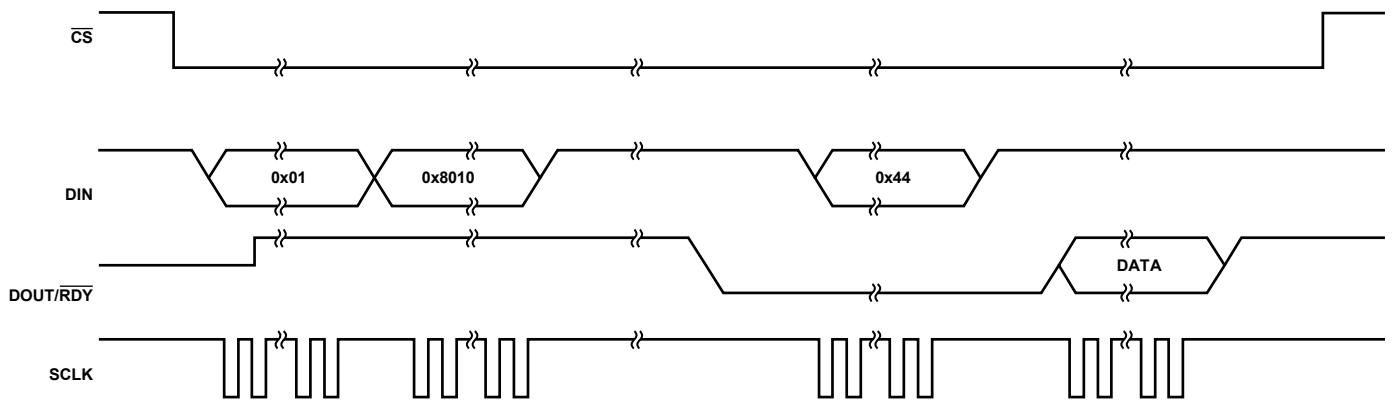 CS
DIN
0x01
0x8010
0x44
DOUT/RDY
DATA
SCLK